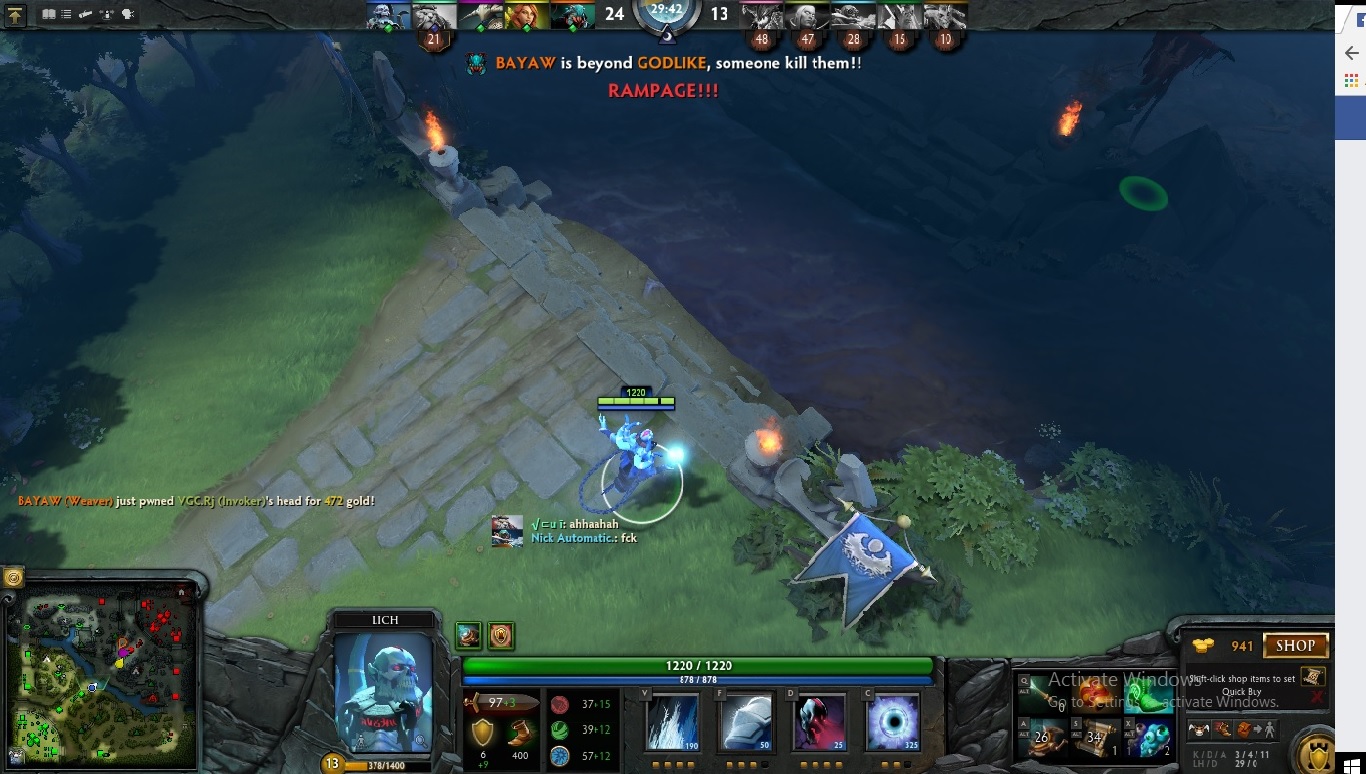 24 29:42 13
21 48 47 28 15 10
BAYAW is beyond GODLIKE, someone kill them!!
RAMPAGE!!!
1220
BAYAW (Weaver) just pwned VGC.Rj (Invoker)'s head for 472 gold!
ahhaahah
Nick Automatic.: fck
LICH
13 378/1400
1220 / 1220
878 / 878
97+3
6
+9
400
37+15
39+12
57+12
V F D C
190 50 25 325
Q
ALT
A
ALT
S
ALT
X
ALT
26 34 1 2
941 SHOP
Shift-click shop items to set
Quick Buy
Activate Windows
Go to Settings to activate Windows.
K / D / A 3 / 4 / 11
LH / D 29 / 0